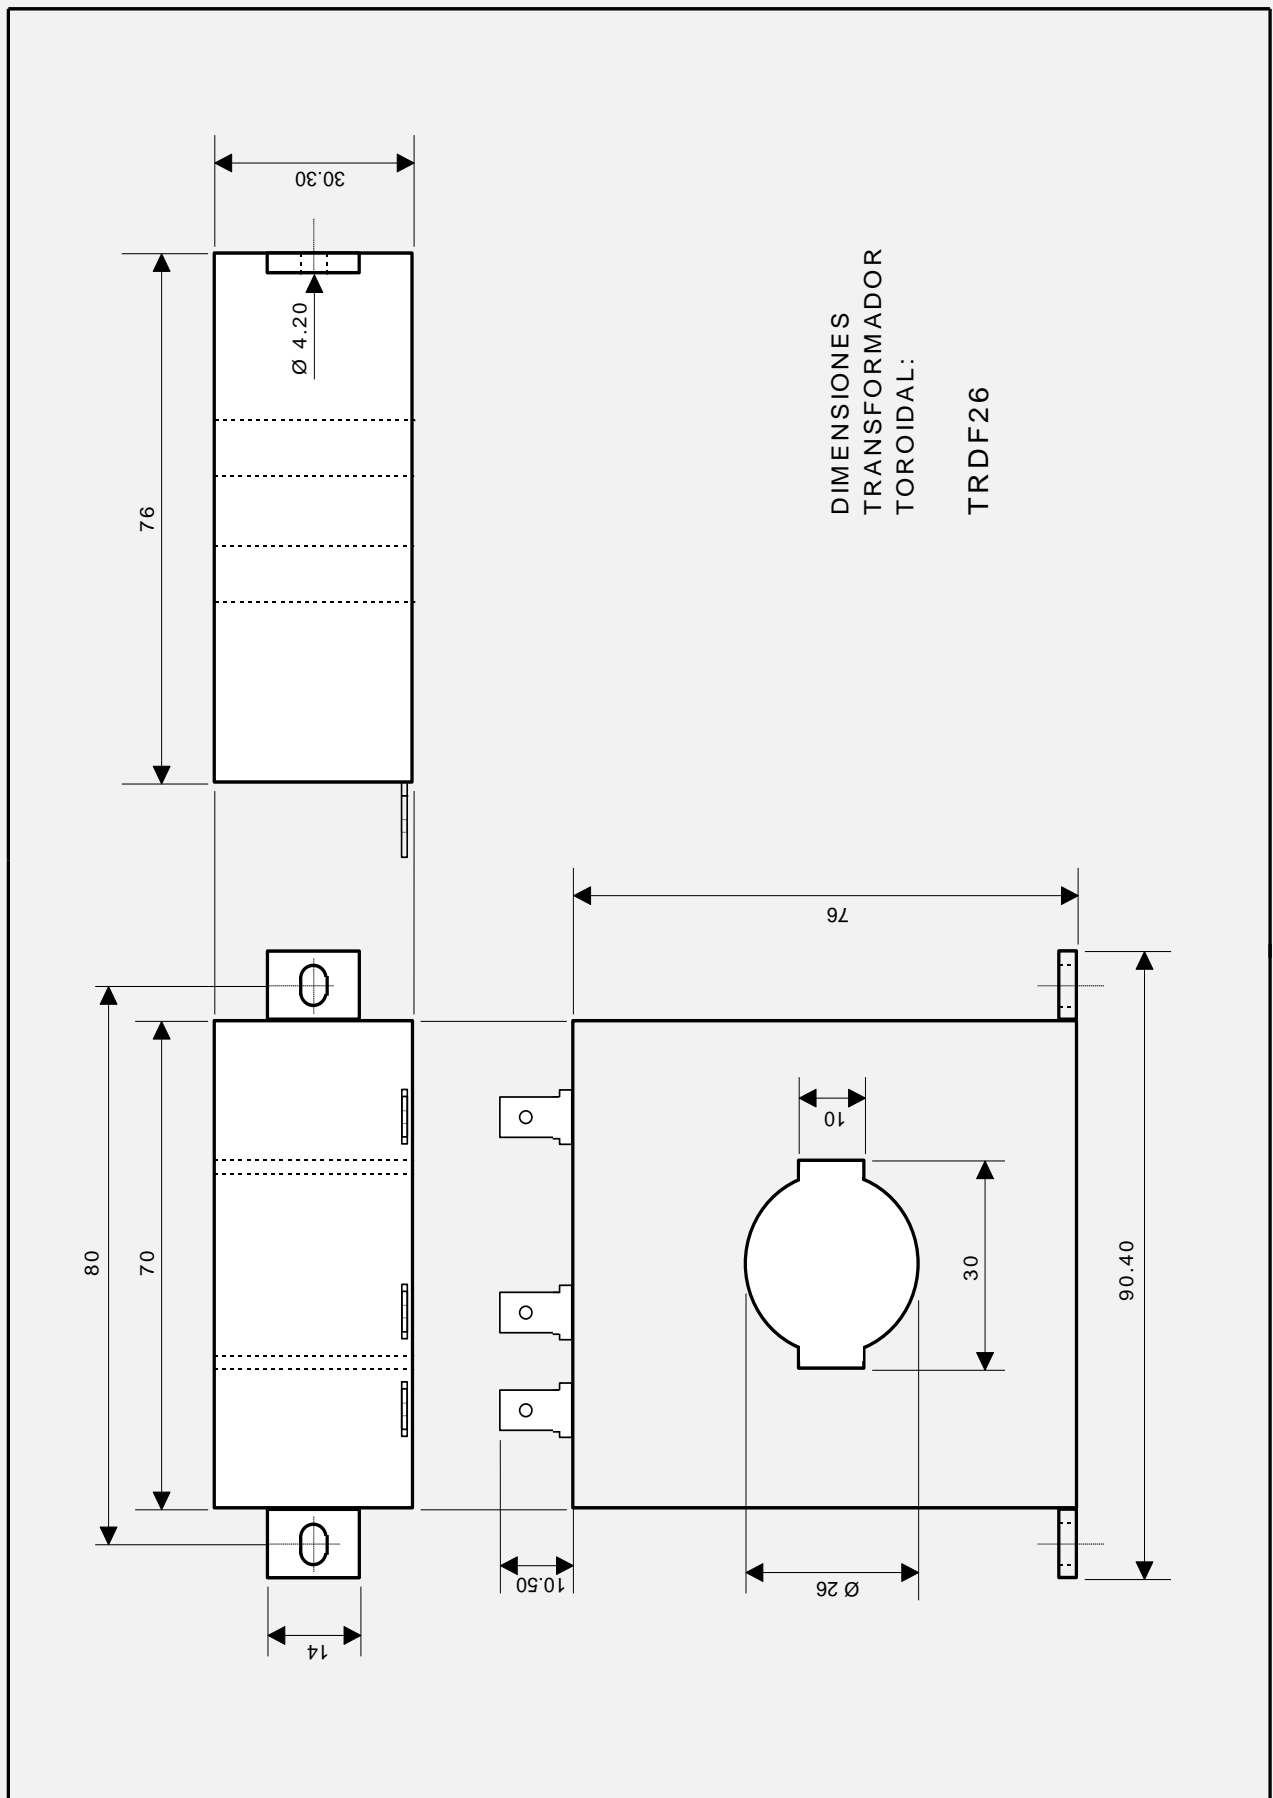 30.30
Ø 4.20
76
DIMENSIONES
TRANSFORMADOR
TOROIDAL:
TRDF26
76
80
70
10
30
90.40
10.50
Ø 26
14